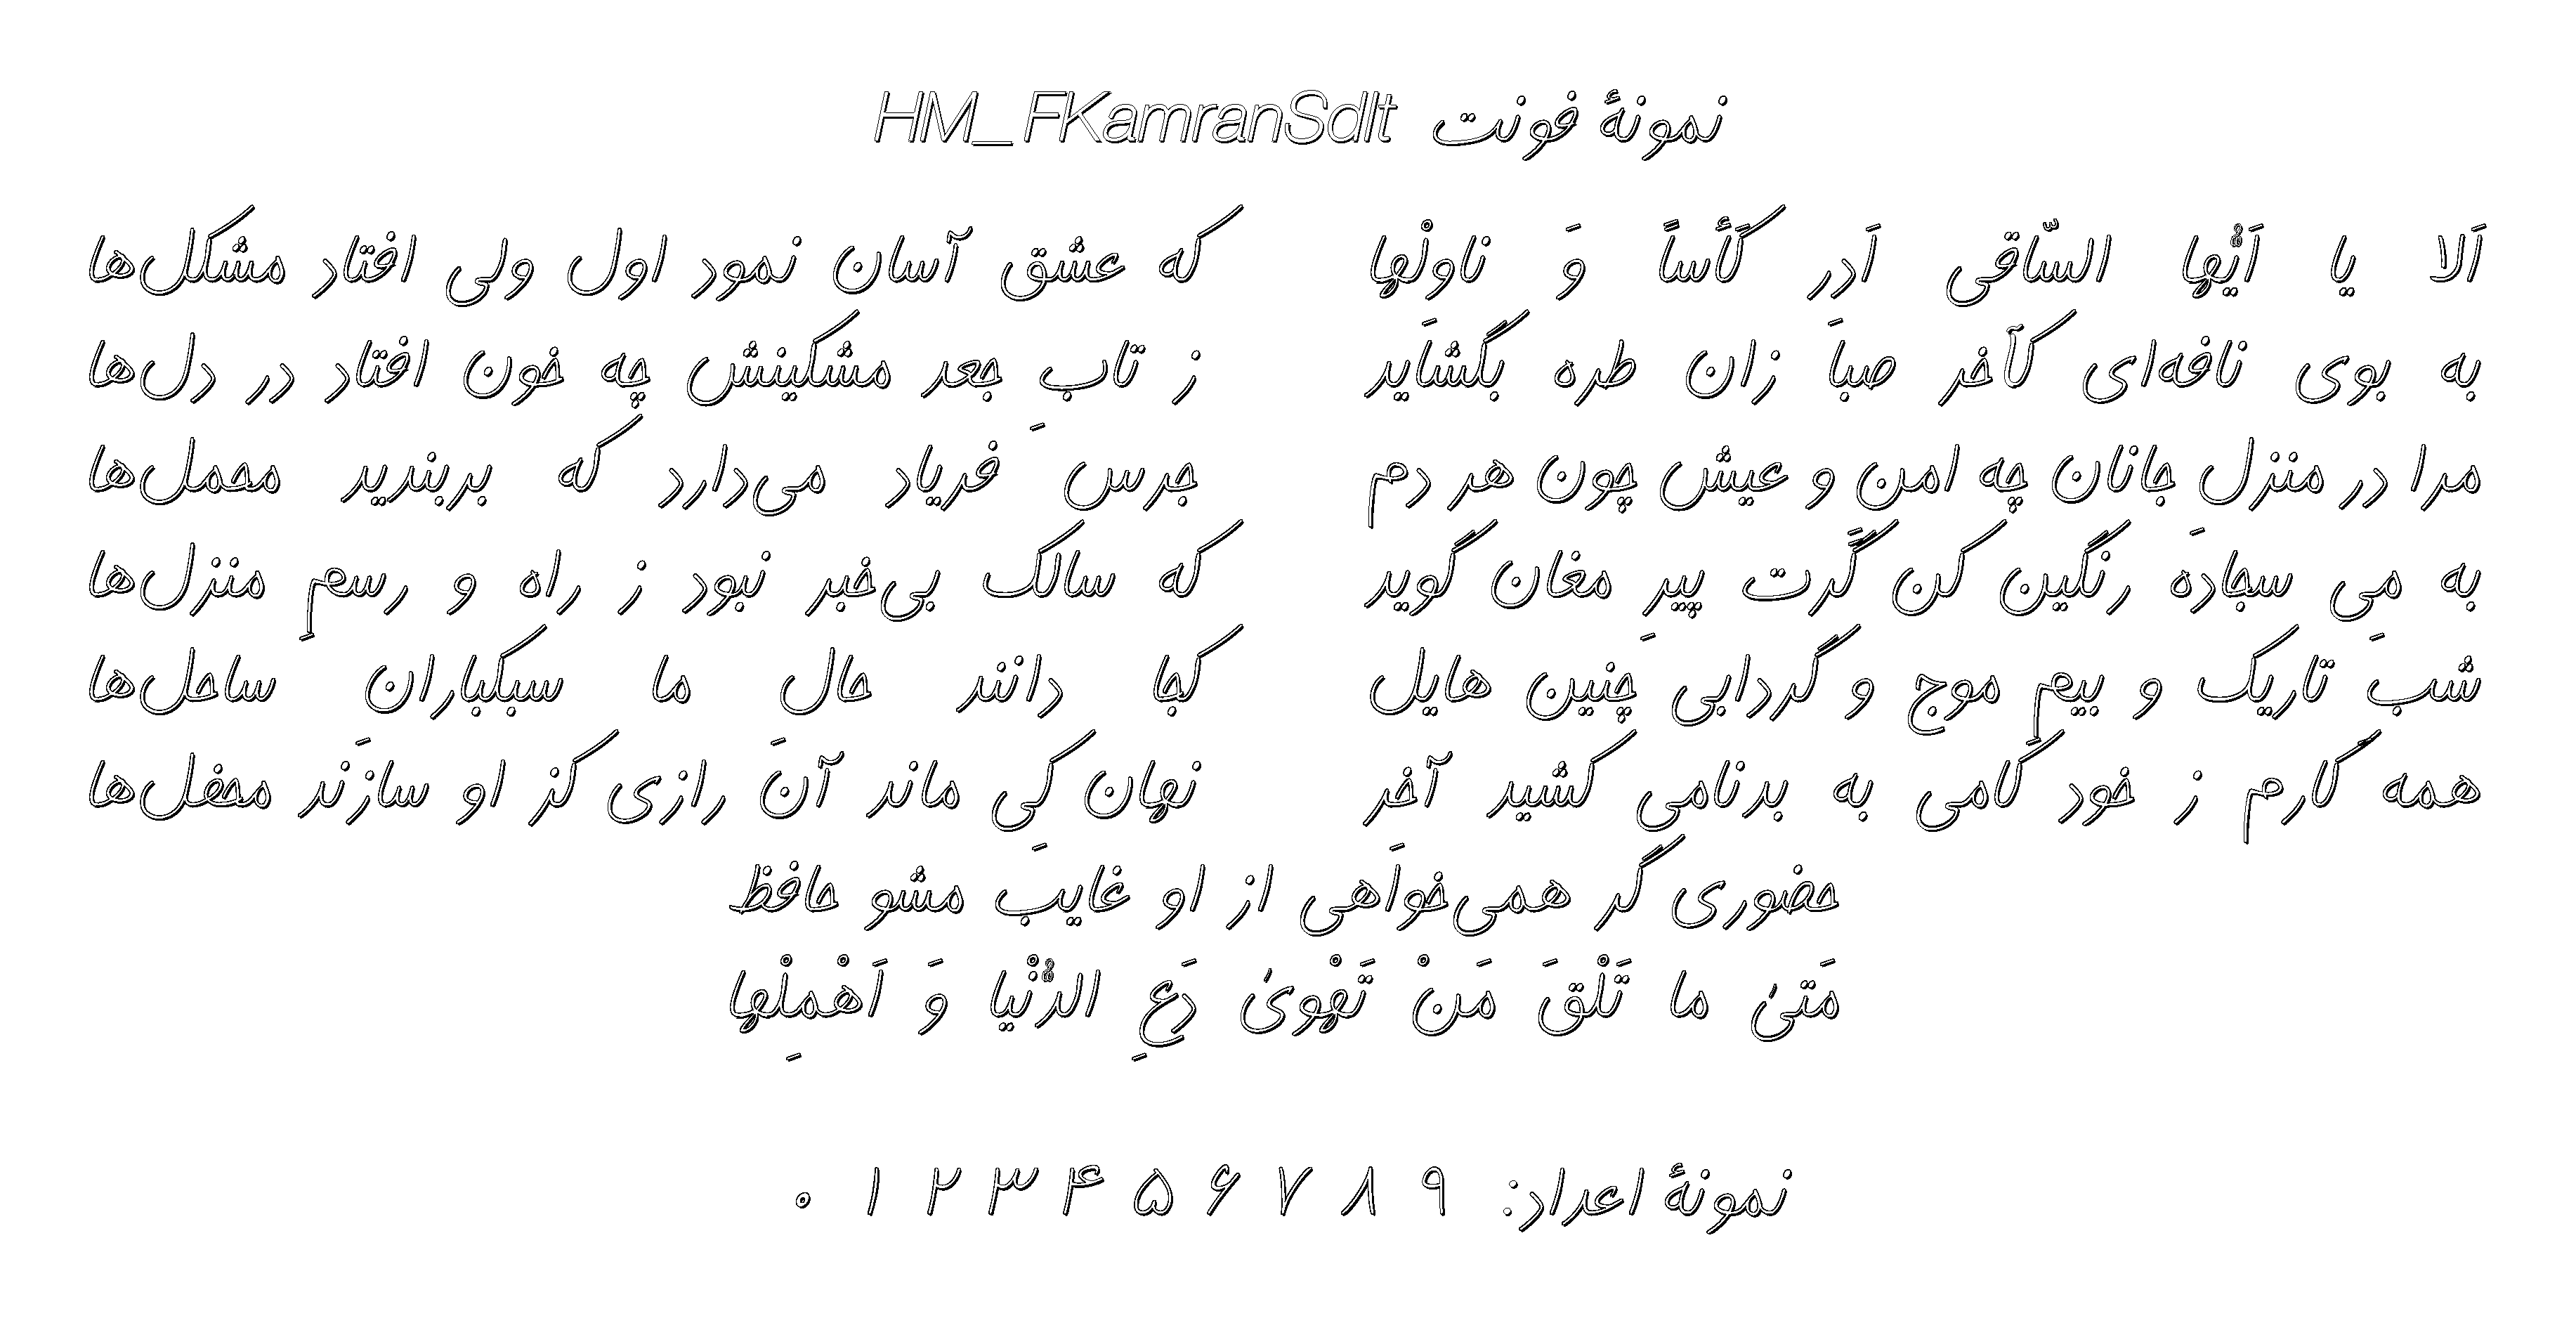 نمونهٔ فونت HM_FKamranSdIt
اَلا یا اَیُّها السّاقی اَدِر کَأساً وَ ناوِلْها که عشق آسان نمود اول ولی افتاد مشکل‌ها
به بوی نافه‌ای کآخر صبا زان طره بگشاید ز تابِ جعد مشکینش چه خون افتاد در دل‌ها
مرا در منزل جانان چه امن و عیش چون هر دم جرس فریاد می‌دارد که بربندید محمل‌ها
به مِی سجاده رنگین کن گَرت پیرِ مغان گوید که سالک بی‌خبر نبود ز راه و رسمِ منزل‌ها
شبِ تاریک و بیمِ موج و گردابی چنین هایل کجا دانند حالِ ما سبکبارانِ ساحل‌ها
همه کارم ز خود کامی به بدنامی کشید آخر نهان کِی ماند آن رازی کز او سازند محفل‌ها
حضوری گر همی‌خواهی از او غایب مشو حافظ
مَتیٰ ما تَلْقَ مَنْ تَهْویٰ دَعِ الدُّنْیا وَ اَهْمِلْها
نمونهٔ اعداد: ۹ ۸ ۷ ۶ ۵ ۴ ۳ ۲ ۱ ۰